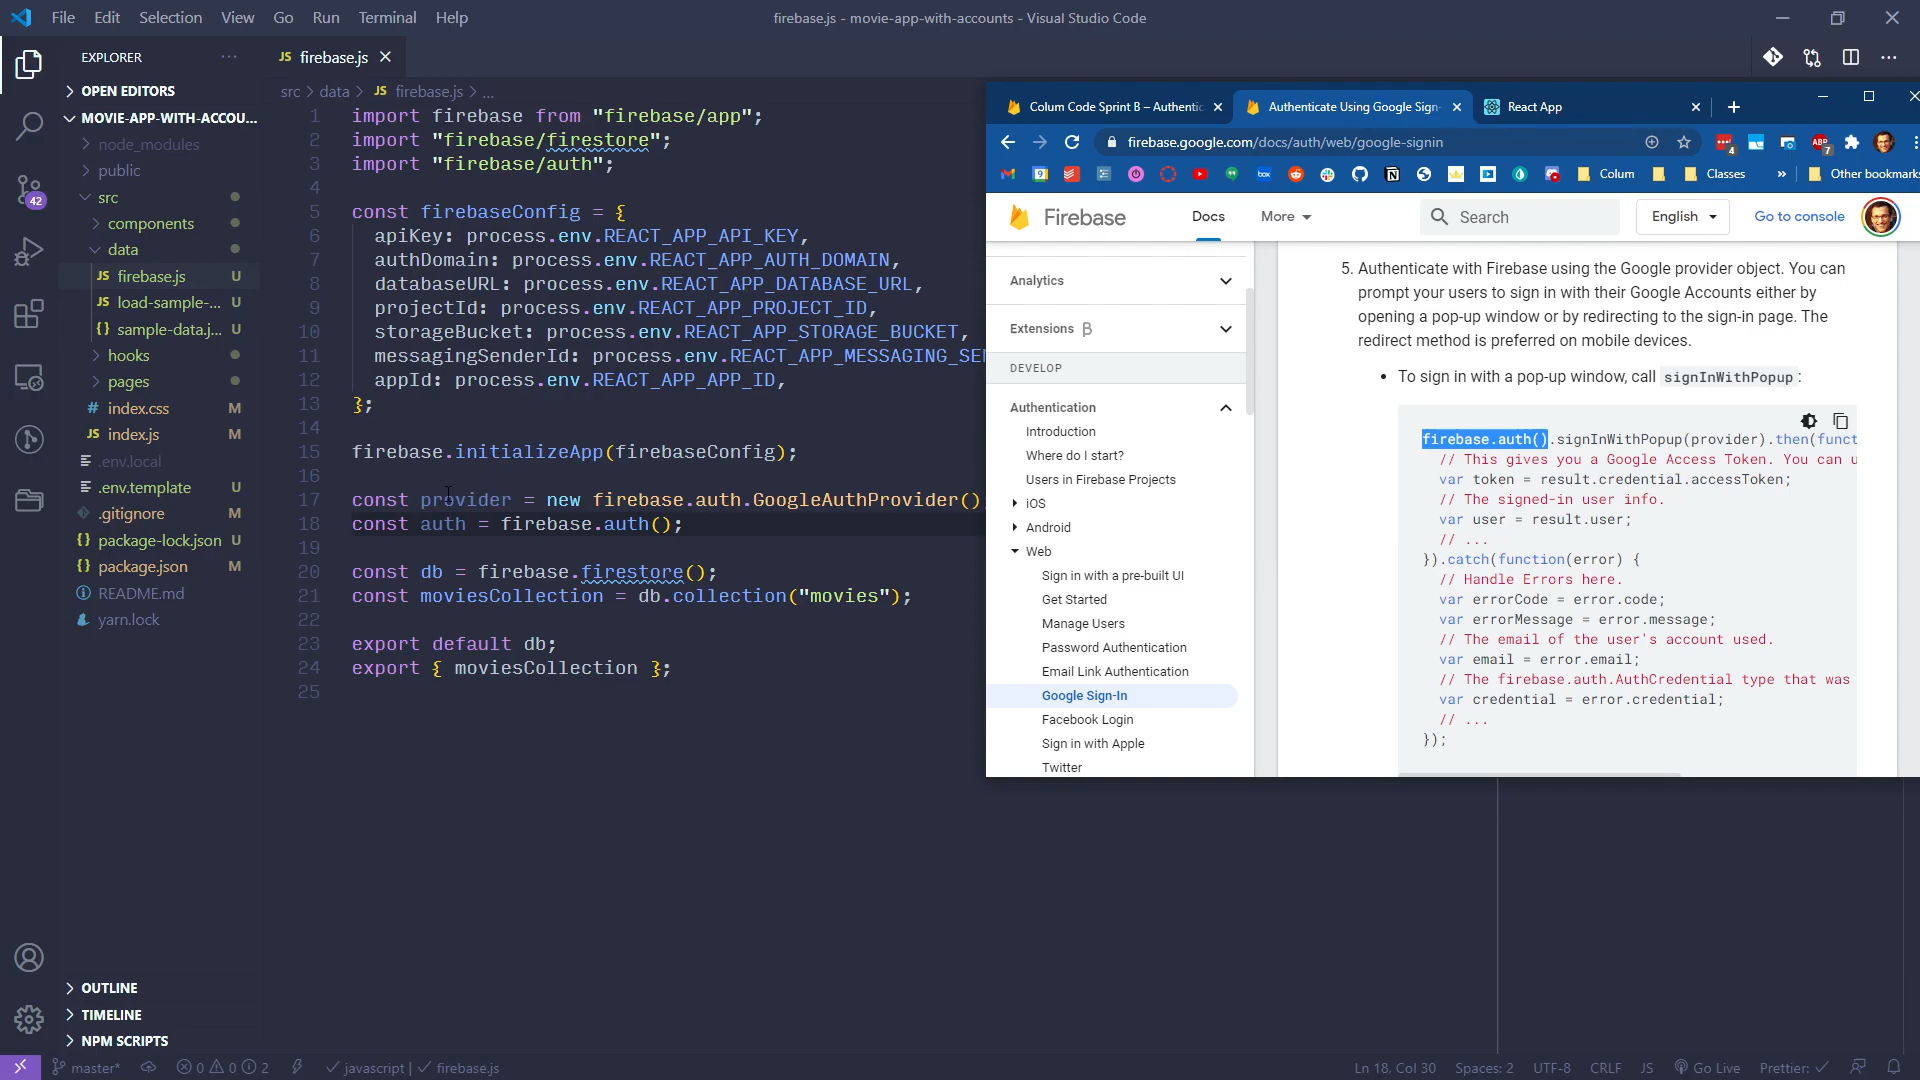 File Edit Selection View Go Run Terminal Help
firebase.js - movie-app-with-accounts - Visual Studio Code
EXPLORER
OPEN EDITORS
MOVIE-APP-WITH-ACCOU...
node_modules
public
src
components
data
JS firebase.js U
JS load-sample-... U
{} sample-data.j... U
hooks
pages
# index.css M
JS index.js M
.env.local
.env.template U
.gitignore M
{} package-lock.json U
{} package.json M
README.md
yarn.lock
42
OUTLINE
TIMELINE
NPM SCRIPTS
JS firebase.js
src > data > JS firebase.js > ...
1 import firebase from "firebase/app";
2 import "firebase/firestore";
3 import "firebase/auth";
4
5 const firebaseConfig = {
6 apiKey: process.env.REACT_APP_API_KEY,
7 authDomain: process.env.REACT_APP_AUTH_DOMAIN,
8 databaseURL: process.env.REACT_APP_DATABASE_URL,
9 projectId: process.env.REACT_APP_PROJECT_ID,
10 storageBucket: process.env.REACT_APP_STORAGE_BUCKET,
11 messagingSenderId: process.env.REACT_APP_MESSAGING_SE
12 appId: process.env.REACT_APP_APP_ID,
13 };
14
15 firebase.initializeApp(firebaseConfig);
16
17 const provider = new firebase.auth.GoogleAuthProvider()
18 const auth = firebase.auth();
19
20 const db = firebase.firestore();
21 const moviesCollection = db.collection("movies");
22
23 export default db;
24 export { moviesCollection };
25
Colum Code Sprint B – Authentic
Authenticate Using Google Sign-
React App
firebase.google.com/docs/auth/web/google-signin
4
ABP
7
9
box
Colum
Classes
»
Other bookmarks
Firebase
Docs
More
Search
English
Go to console
Analytics
Extensions β
DEVELOP
Authentication
Introduction
Where do I start?
Users in Firebase Projects
iOS
Android
Web
Sign in with a pre-built UI
Get Started
Manage Users
Password Authentication
Email Link Authentication
Google Sign-In
Facebook Login
Sign in with Apple
Twitter
5. Authenticate with Firebase using the Google provider object. You can
prompt your users to sign in with their Google Accounts either by
opening a pop-up window or by redirecting to the sign-in page. The
redirect method is preferred on mobile devices.
• To sign in with a pop-up window, call signInWithPopup:
firebase.auth().signInWithPopup(provider).then(funct
// This gives you a Google Access Token. You can u
var token = result.credential.accessToken;
// The signed-in user info.
var user = result.user;
// ...
}).catch(function(error) {
// Handle Errors here.
var errorCode = error.code;
var errorMessage = error.message;
// The email of the user's account used.
var email = error.email;
// The firebase.auth.AuthCredential type that was
var credential = error.credential;
// ...
});
master* 0 0 2 javascript | firebase.js
Ln 18, Col 30 Spaces: 2 UTF-8 CRLF JS Go Live Prettier: